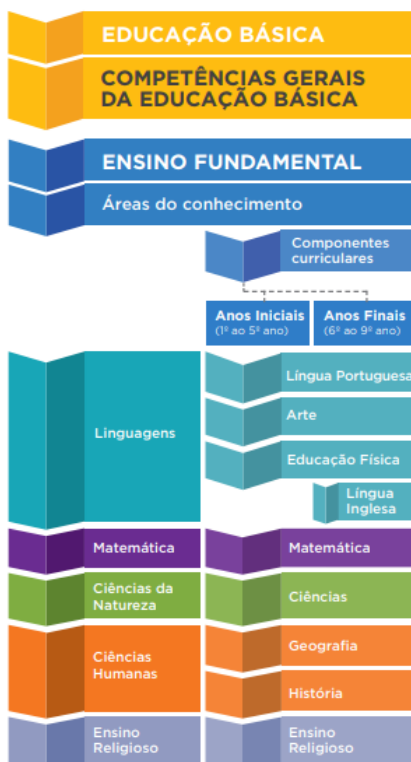 EDUCAÇÃO BÁSICA
COMPETÊNCIAS GERAIS
DA EDUCAÇÃO BÁSICA
ENSINO FUNDAMENTAL
Áreas do conhecimento
Componentes
curriculares
Anos Iniciais
(1º ao 5º ano)
Anos Finais
(6º ao 9º ano)
Linguagens
Língua Portuguesa
Arte
Educação Física
Língua
Inglesa
Matemática
Matemática
Ciências da
Natureza
Ciências
Ciências
Humanas
Geografia
História
Ensino
Religioso
Ensino
Religioso